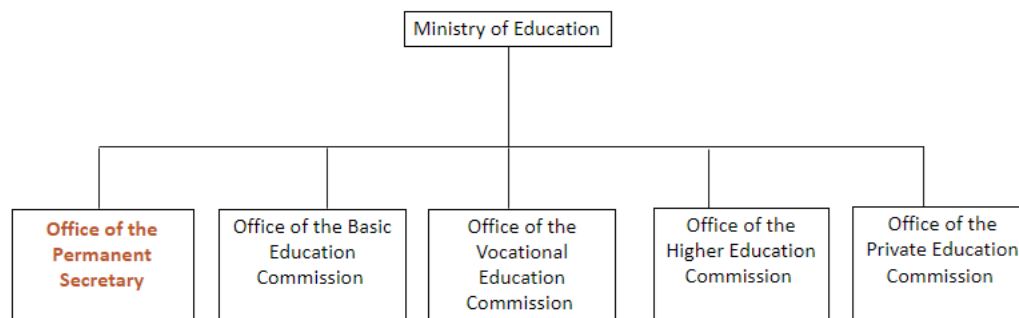 Ministry of Education
Office of the
Permanent
Secretary
Office of the Basic
Education
Commission
Office of the
Vocational
Education
Commission
Office of the
Higher Education
Commission
Office of the
Private Education
Commission